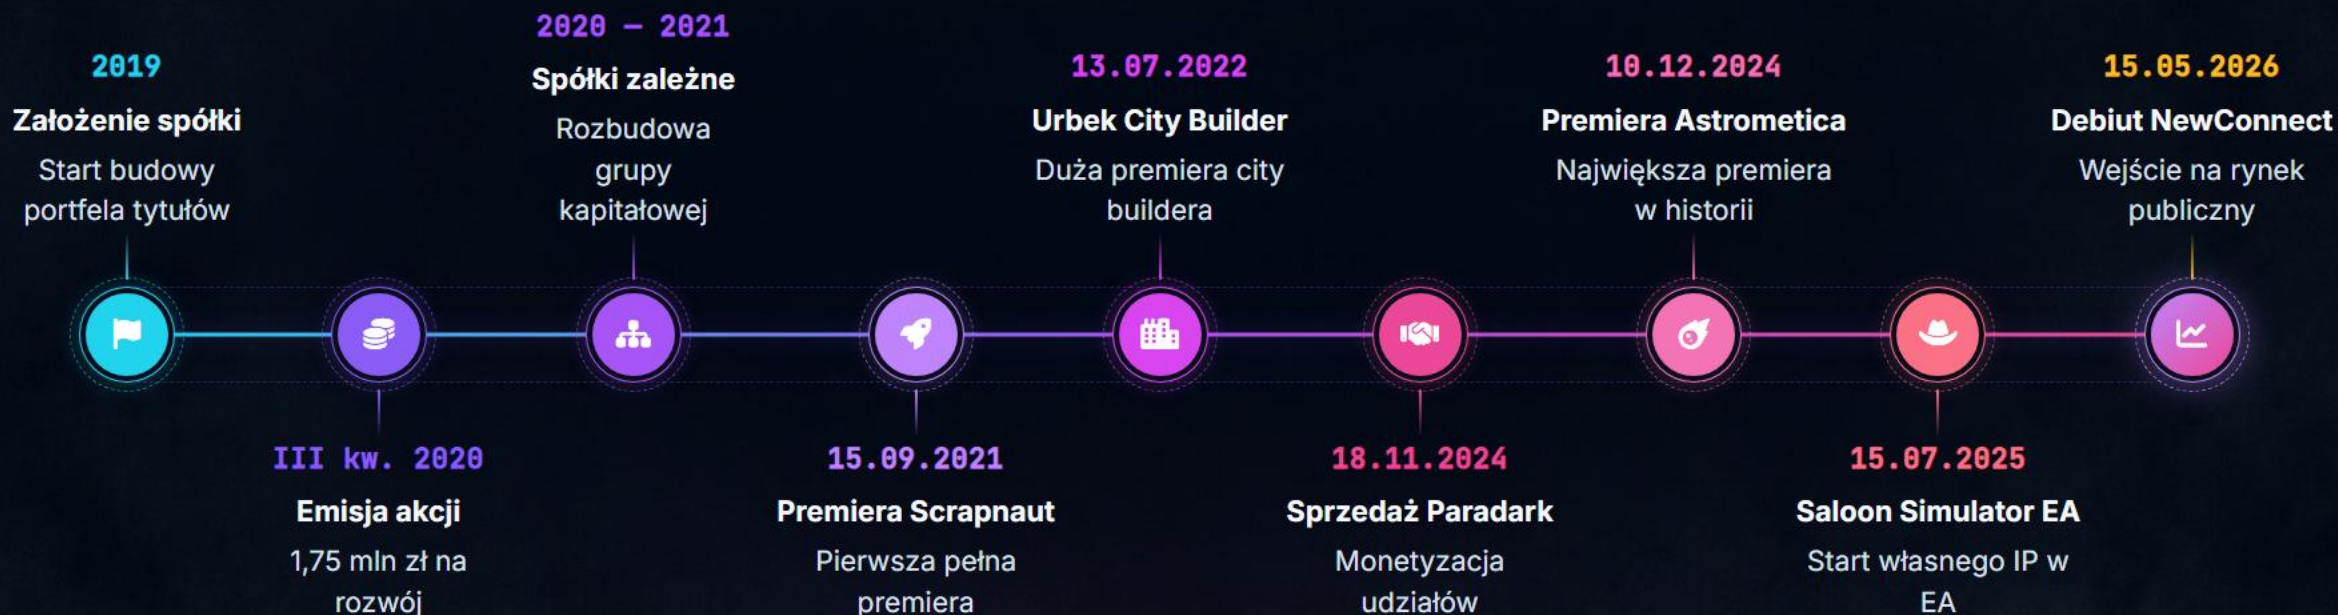 2019
Założenie spółki
Start budowy
portfela tytułów
III kw. 2020
Emisja akcji
1,75 mln zł na
rozwój
2020 – 2021
Spółki zależne
Rozbudowa
grupy
kapitałowej
15.09.2021
Premiera Scrapnaut
Pierwsza pełna
premiera
13.07.2022
Urbek City Builder
Duża premiera city
buildera
18.11.2024
Sprzedaż Paradark
Monetyzacja
udziałów
10.12.2024
Premiera Astrometica
Największa premiera
w historii
15.07.2025
Saloon Simulator EA
Start własnego IP w
EA
15.05.2026
Debiut NewConnect
Wejście na rynek
publiczny